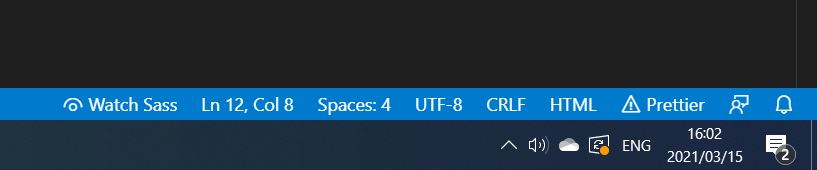 Watch Sass Ln 12, Col 8 Spaces: 4 UTF-8 CRLF HTML Prettier
ENG
16:02
2021/03/15
2